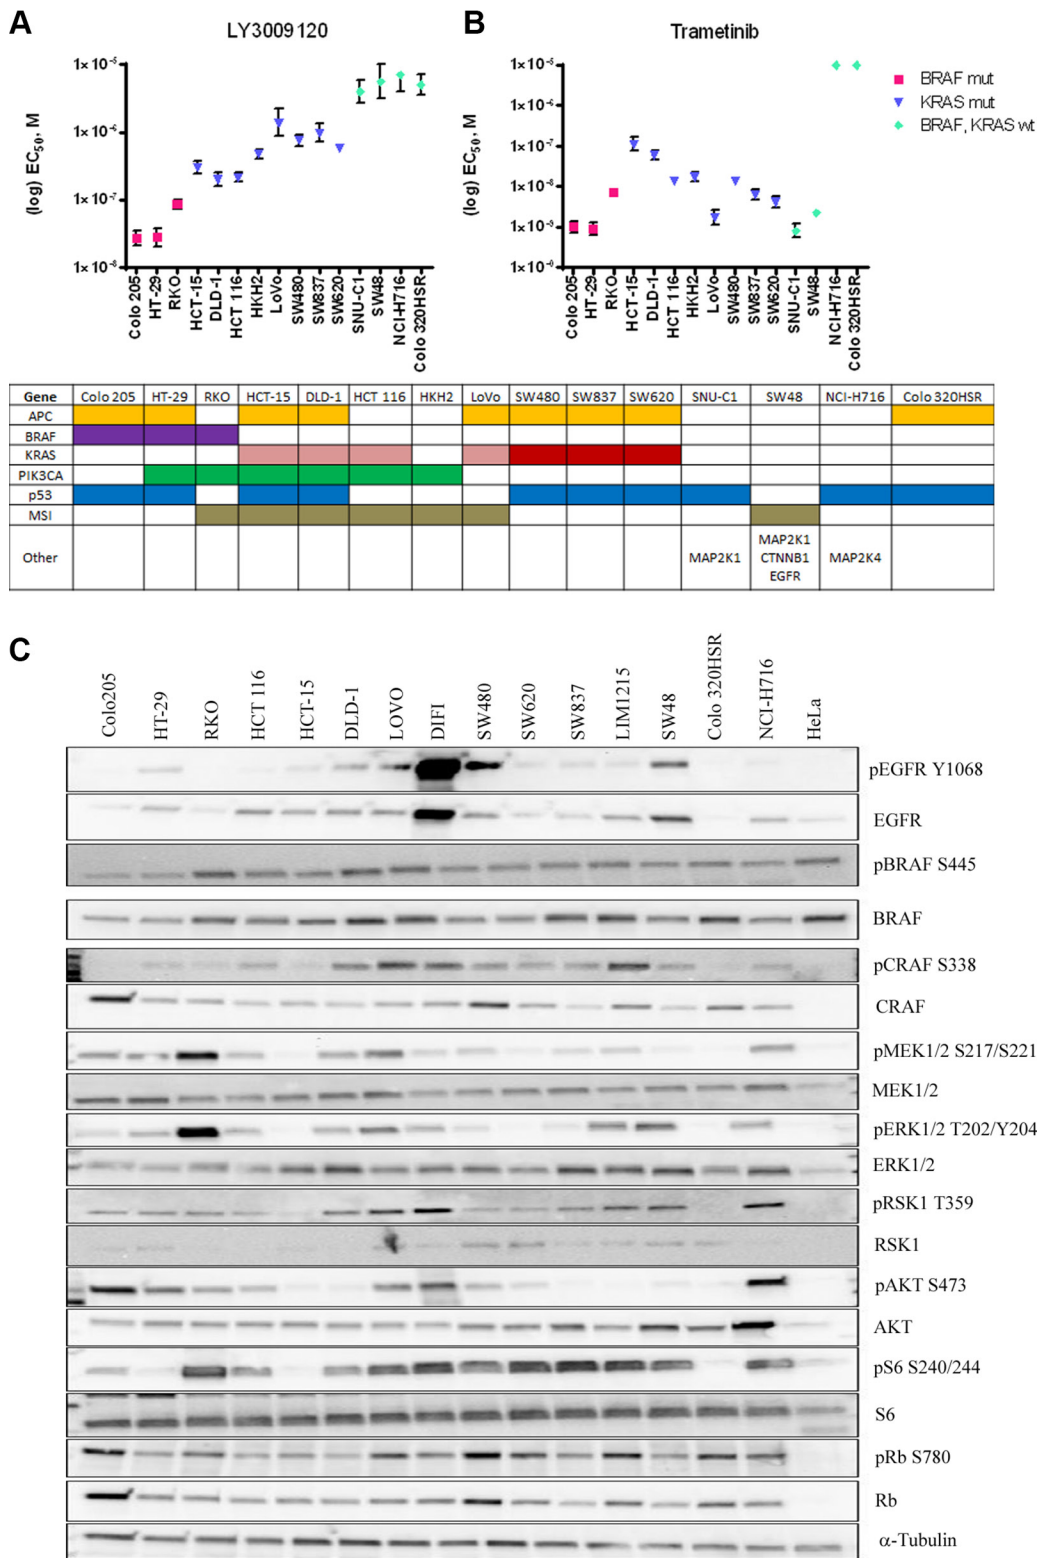 A
LY3009120
(log) EC50, M
1×10-5
1×10-6
1×10-7
1×10-8
Colo 205
HT-29
RKO
HCT-15
DLD-1
HCT 116
HKH2
LoVo
SW480
SW837
SW620
SNU-C1
SW48
NCI-H716
Colo 320HSR
B
Trametinib
(log) EC50, M
1×10-5
1×10-6
1×10-7
1×10-8
1×10-9
1×10-0
Colo 205
HT-29
RKO
HCT-15
DLD-1
HCT 116
HKH2
LoVo
SW480
SW837
SW620
SNU-C1
SW48
NCI-H716
Colo 320HSR
BRAF mut
KRAS mut
BRAF, KRAS wt
Gene Colo 205 HT-29 RKO HCT-15 DLD-1 HCT 116 HKH2 LoVo SW480 SW837 SW620 SNU-C1 SW48 NCI-H716 Colo 320HSR
APC
BRAF
KRAS
PIK3CA
p53
MSI
Other MAP2K1 MAP2K1 CTNNB1 EGFR MAP2K4
C
Colo205
HT-29
RKO
HCT 116
HCT-15
DLD-1
LOVO
DIFI
SW480
SW620
SW837
LIM1215
SW48
Colo 320HSR
NCI-H716
HeLa
pEGFR Y1068
EGFR
pBRAF S445
BRAF
pCRAF S338
CRAF
pMEK1/2 S217/S221
MEK1/2
pERK1/2 T202/Y204
ERK1/2
pRSK1 T359
RSK1
pAKT S473
AKT
pS6 S240/244
S6
pRb S780
Rb
α-Tubulin